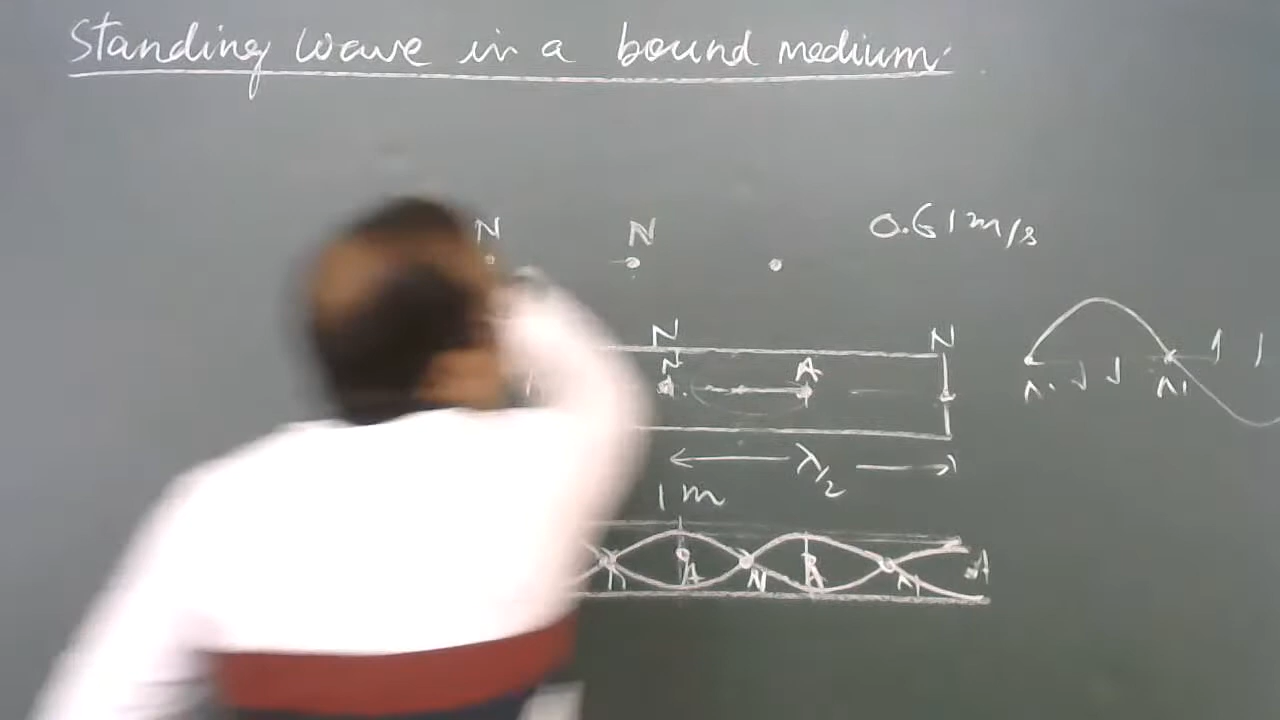 Standing wave in a bound medium.
N N
0.61 m/s
N N
N A
λ/2
1 m
A N A A